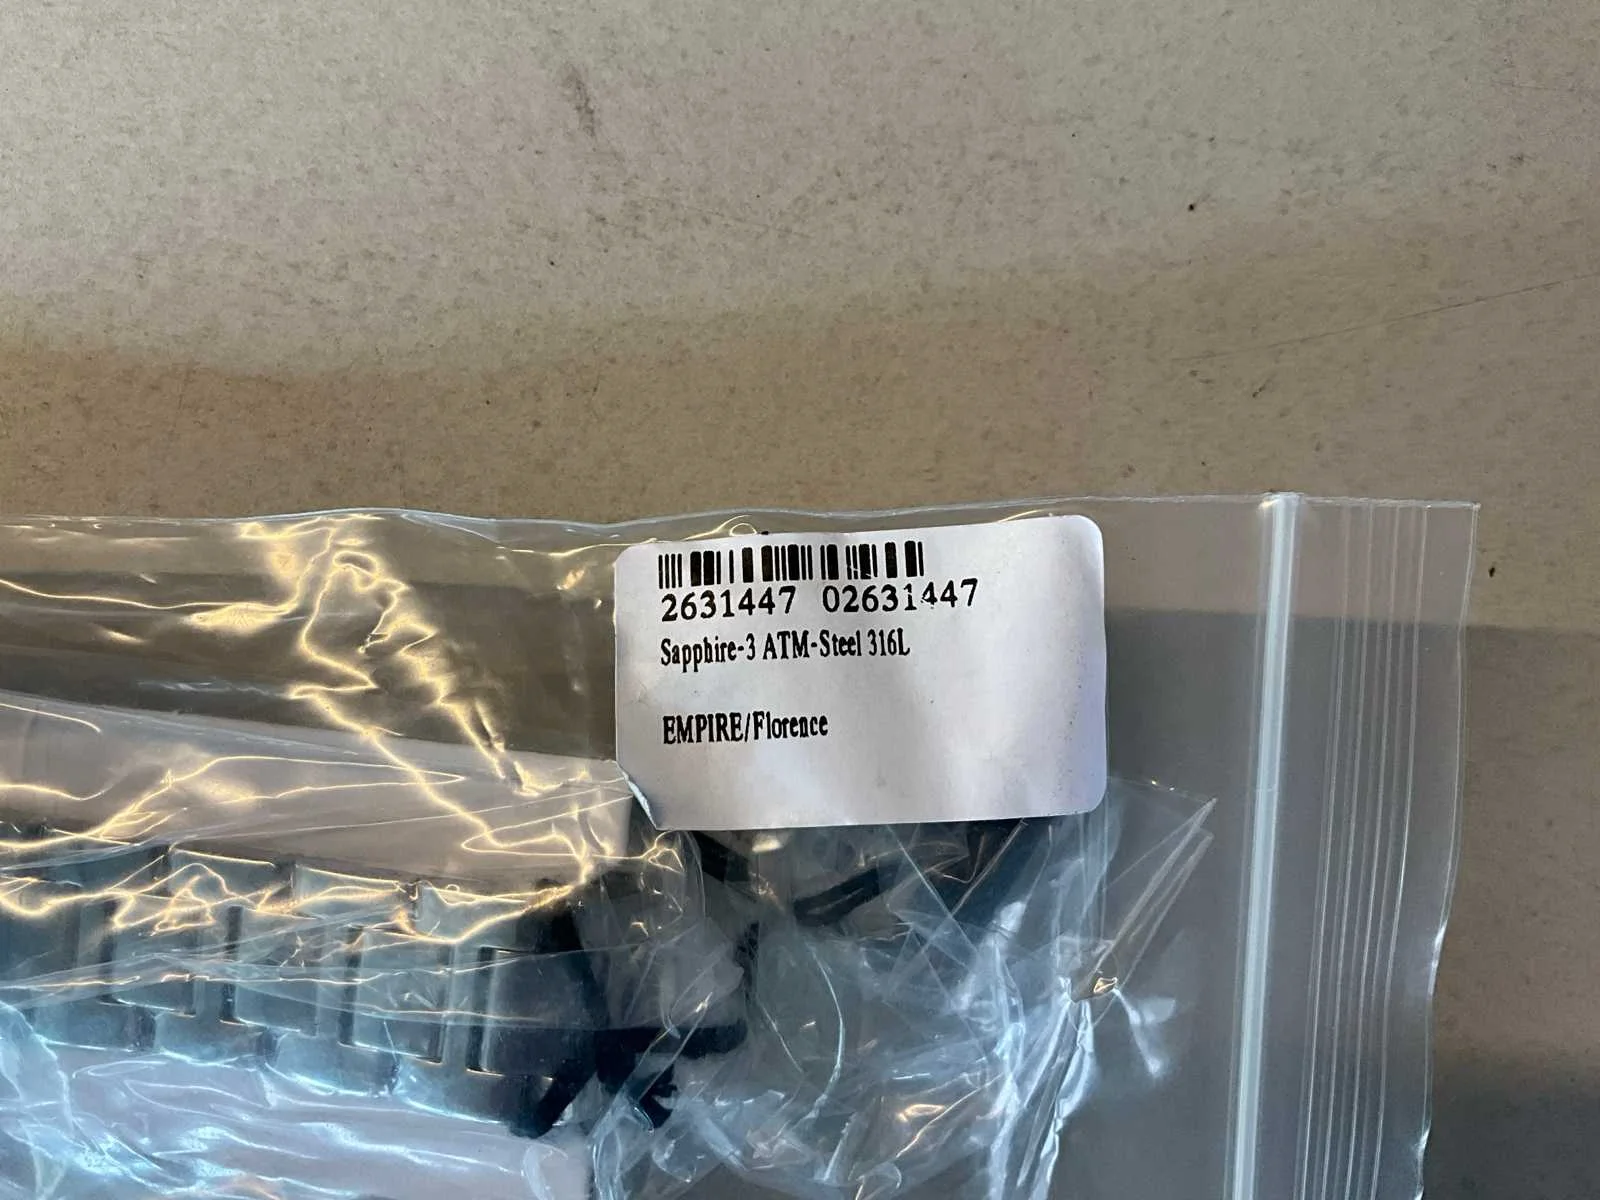 2631447 02631447
Sapphire-3 ATM-Steel 316L
EMPIRE/Florence